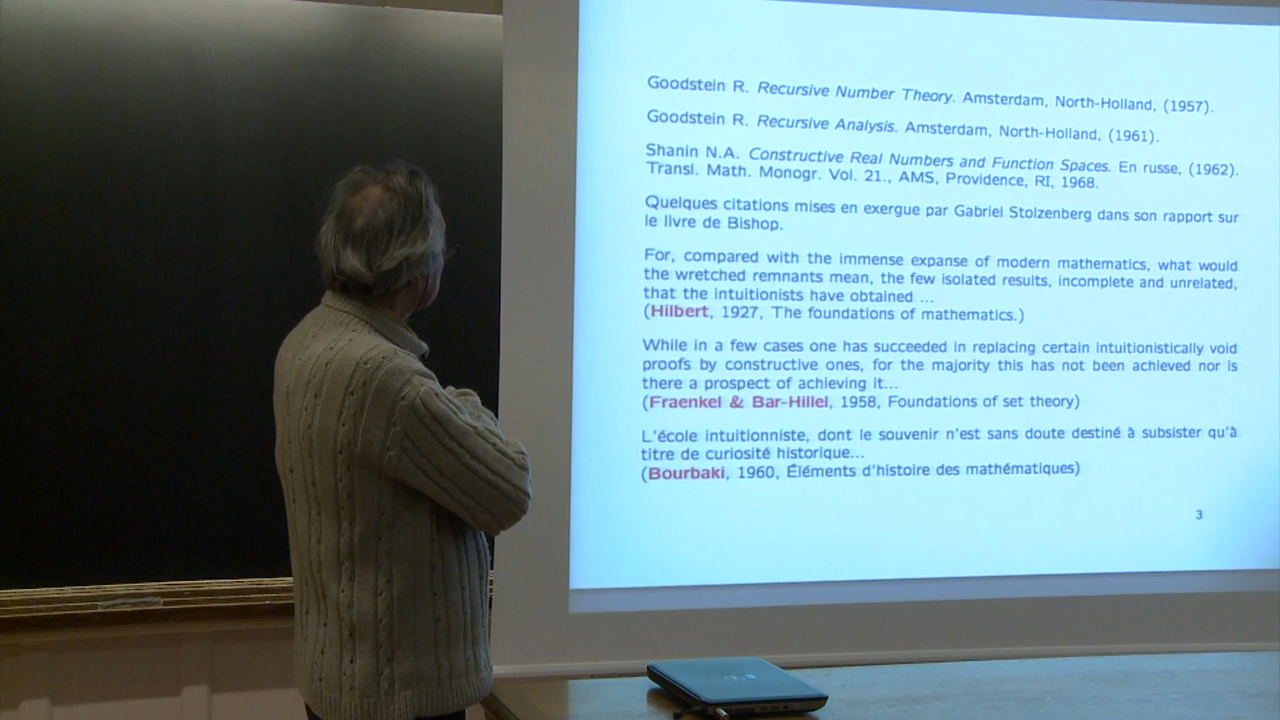 Goodstein R. Recursive Number Theory. Amsterdam, North-Holland, (1957).
Goodstein R. Recursive Analysis. Amsterdam, North-Holland, (1961).
Shanin N.A. Constructive Real Numbers and Function Spaces. En russe, (1962).
Transl. Math. Monogr. Vol. 21., AMS, Providence, RI, 1968.
Quelques citations mises en exergue par Gabriel Stolzenberg dans son rapport sur
le livre de Bishop.
For, compared with the immense expanse of modern mathematics, what would
the wretched remnants mean, the few isolated results, incomplete and unrelated,
that the intuitionists have obtained ...
(Hilbert, 1927, The foundations of mathematics.)
While in a few cases one has succeeded in replacing certain intuitionistically void
proofs by constructive ones, for the majority this has not been achieved nor is
there a prospect of achieving it...
(Fraenkel & Bar-Hillel, 1958, Foundations of set theory)
L'école intuitionniste, dont le souvenir n'est sans doute destiné à subsister qu'à
titre de curiosité historique...
(Bourbaki, 1960, Éléments d'histoire des mathématiques)
3